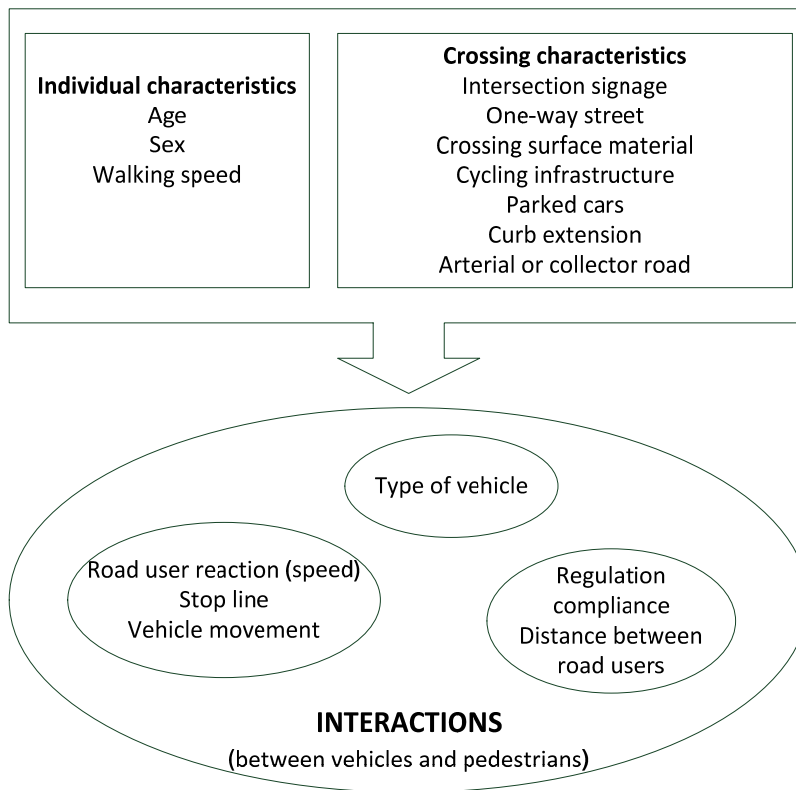 Individual characteristics
Age
Sex
Walking speed
Crossing characteristics
Intersection signage
One-way street
Crossing surface material
Cycling infrastructure
Parked cars
Curb extension
Arterial or collector road
Type of vehicle
Road user reaction (speed)
Stop line
Vehicle movement
Regulation
compliance
Distance between
road users
INTERACTIONS
(between vehicles and pedestrians)